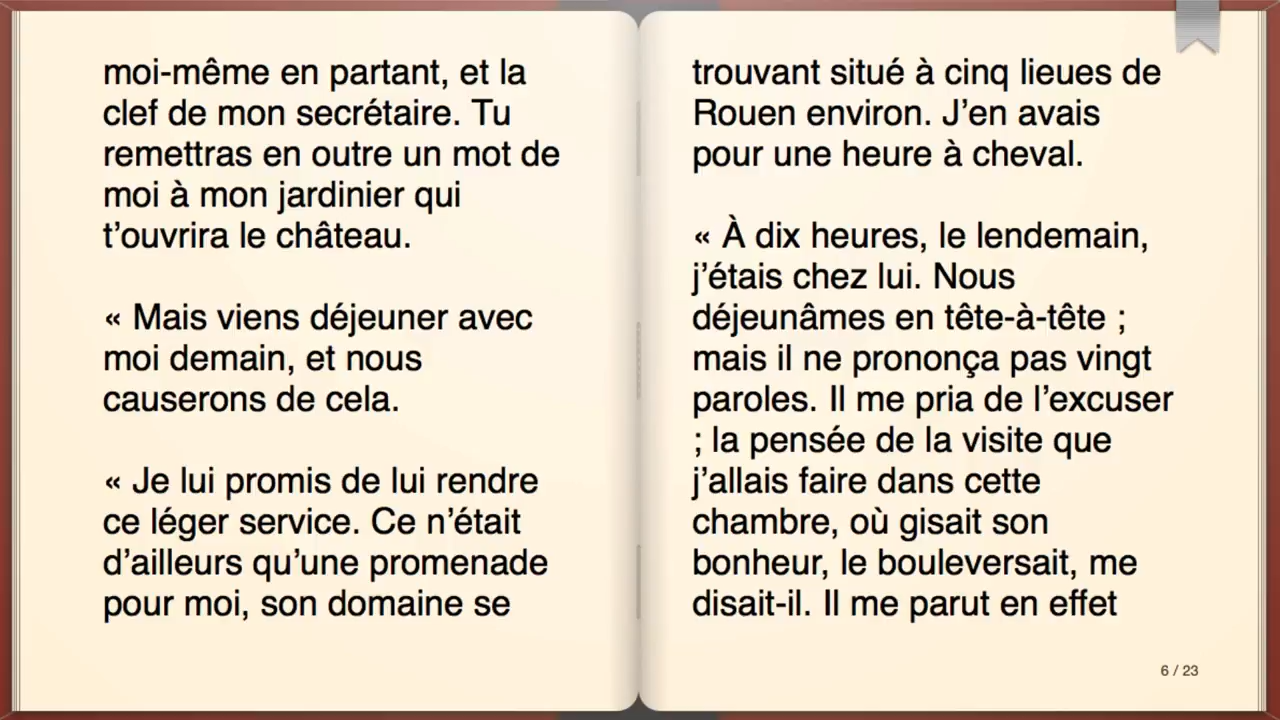 moi-même en partant, et la
clef de mon secrétaire. Tu
remettras en outre un mot de
moi à mon jardinier qui
t’ouvrira le château.
« Mais viens déjeuner avec
moi demain, et nous
causerons de cela.
« Je lui promis de lui rendre
ce léger service. Ce n’était
d’ailleurs qu’une promenade
pour moi, son domaine se
trouvant situé à cinq lieues de
Rouen environ. J’en avais
pour une heure à cheval.
« À dix heures, le lendemain,
j’étais chez lui. Nous
déjeunâmes en tête-à-tête ;
mais il ne prononça pas vingt
paroles. Il me pria de l’excuser
; la pensée de la visite que
j’allais faire dans cette
chambre, où gisait son
bonheur, le bouleversait, me
disait-il. Il me parut en effet
6 / 23